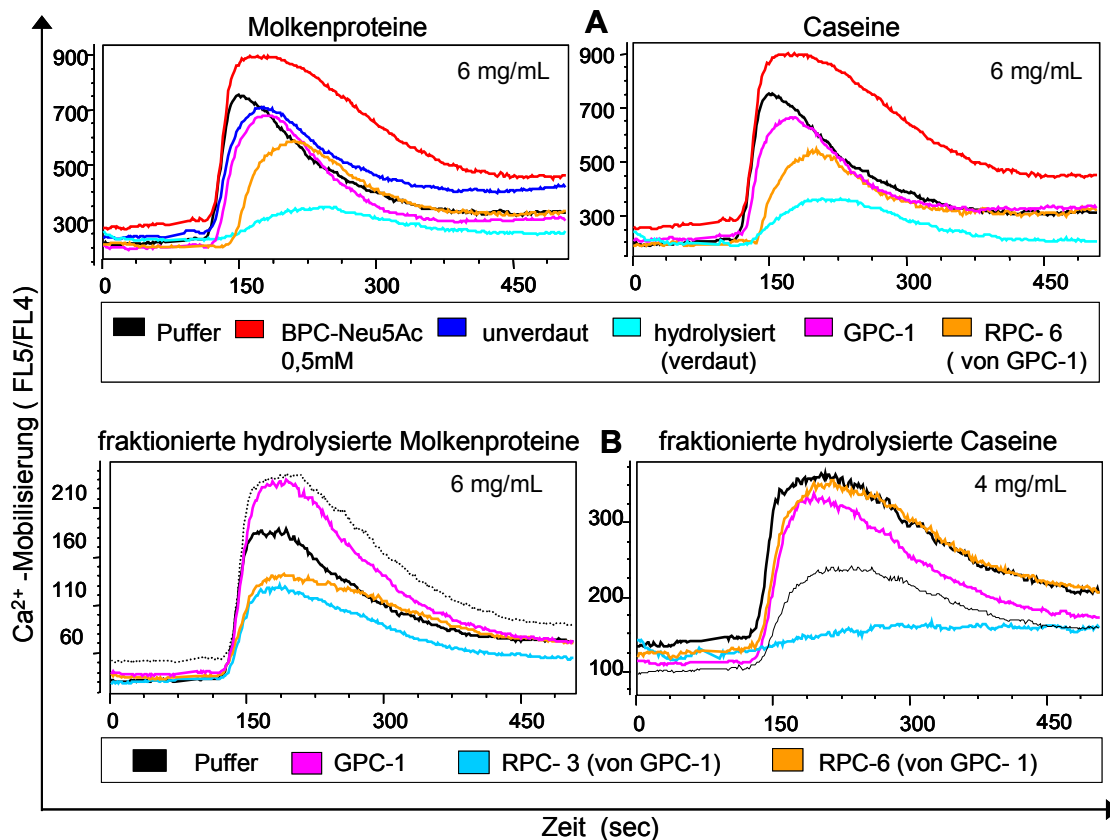 Molkenproteine
A
Caseine
6 mg/mL
6 mg/mL
900
700
500
300
150
300
450
900
700
500
300
150
300
450
0
0
Puffer
BPC-Neu5Ac
0,5mM
unverdaut
hydrolysiert
(verdaut)
GPC-1
RPC- 6
( von GPC-1)
Ca2+ -Mobilisierung ( FL5/FL4)
fraktionierte hydrolysierte Molkenproteine
B
fraktionierte hydrolysierte Caseine
6 mg/mL
4 mg/mL
210
160
110
60
0
150
300
450
300
200
100
0
150
300
450
Puffer
GPC-1
RPC- 3 (von GPC-1)
RPC-6 (von GPC- 1)
Zeit (sec)